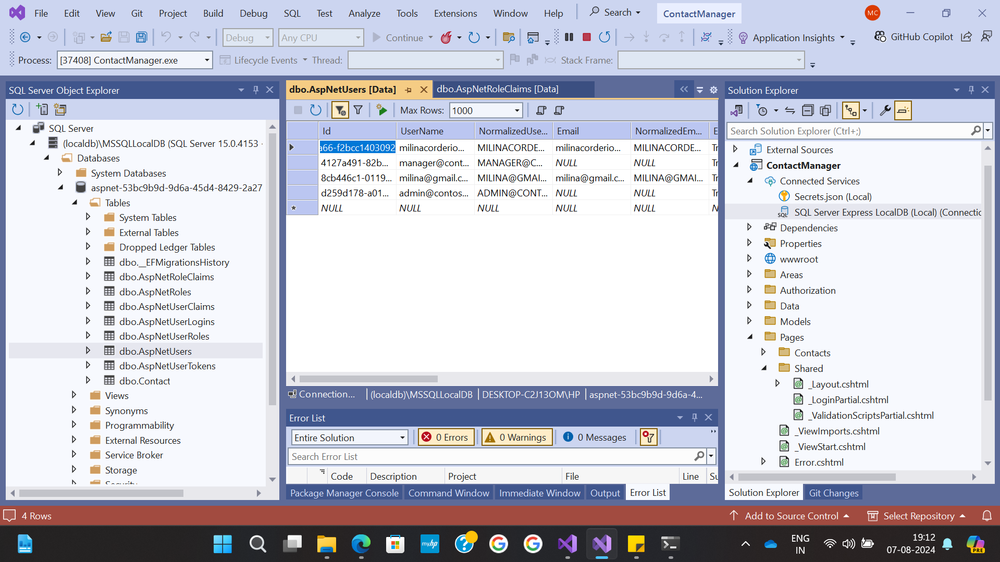 File Edit View Git Project Build Debug SQL Test Analyze Tools Extensions Window Help Search ContactManager MC
Debug Any CPU Continue Application Insights GitHub Copilot
Process: [37408] ContactManager.exe Lifecycle Events Thread: Stack Frame:
SQL Server Object Explorer
SQL Server
(localdb)\MSSQLLocalDB (SQL Server 15.0.4153 -
Databases
System Databases
aspnet-53bc9b9d-9d6a-45d4-8429-2a27
Tables
System Tables
External Tables
Dropped Ledger Tables
dbo.__EFMigrationsHistory
dbo.AspNetRoleClaims
dbo.AspNetRoles
dbo.AspNetUserClaims
dbo.AspNetUserLogins
dbo.AspNetUserRoles
dbo.AspNetUsers
dbo.AspNetUserTokens
dbo.Contact
Views
Synonyms
Programmability
External Resources
Service Broker
Storage
Security
dbo.AspNetUsers [Data] dbo.AspNetRoleClaims [Data]
Max Rows: 1000
Id UserName NormalizedUse... Email NormalizedEm... E
a66-f2bcc1403092 milinacorderio... MILINACORDE... milinacorderio... MILINACORDE... Tr
4127a491-82b... manager@cont... MANAGER@C... NULL NULL Tr
8cb446c1-0119... milina@gmail.c... MILINA@GMAI... milina@gmail.c... MILINA@GMAI... Tr
d259d178-a01... admin@contos... ADMIN@CONT... NULL NULL Tr
NULL NULL NULL NULL NULL N
Connection... (localdb)\MSSQLLocalDB DESKTOP-C2J13OM\HP aspnet-53bc9b9d-9d6a-4...
Error List
Entire Solution 0 Errors 0 Warnings 0 Messages
Search Error List
Code Description Project File Line Su
Package Manager Console Command Window Immediate Window Output Error List
Solution Explorer
Search Solution Explorer (Ctrl+;)
External Sources
ContactManager
Connected Services
Secrets.json (Local)
SQL SQL Server Express LocalDB (Local) (Connectic
Dependencies
Properties
wwwroot
Areas
Authorization
Data
Models
Pages
Contacts
Shared
_Layout.cshtml
_LoginPartial.cshtml
_ValidationScriptsPartial.cshtml
_ViewImports.cshtml
_ViewStart.cshtml
Error.cshtml
Solution Explorer Git Changes
4 Rows Add to Source Control Select Repository
myhp
ENG
IN
19:12
07-08-2024
PRE